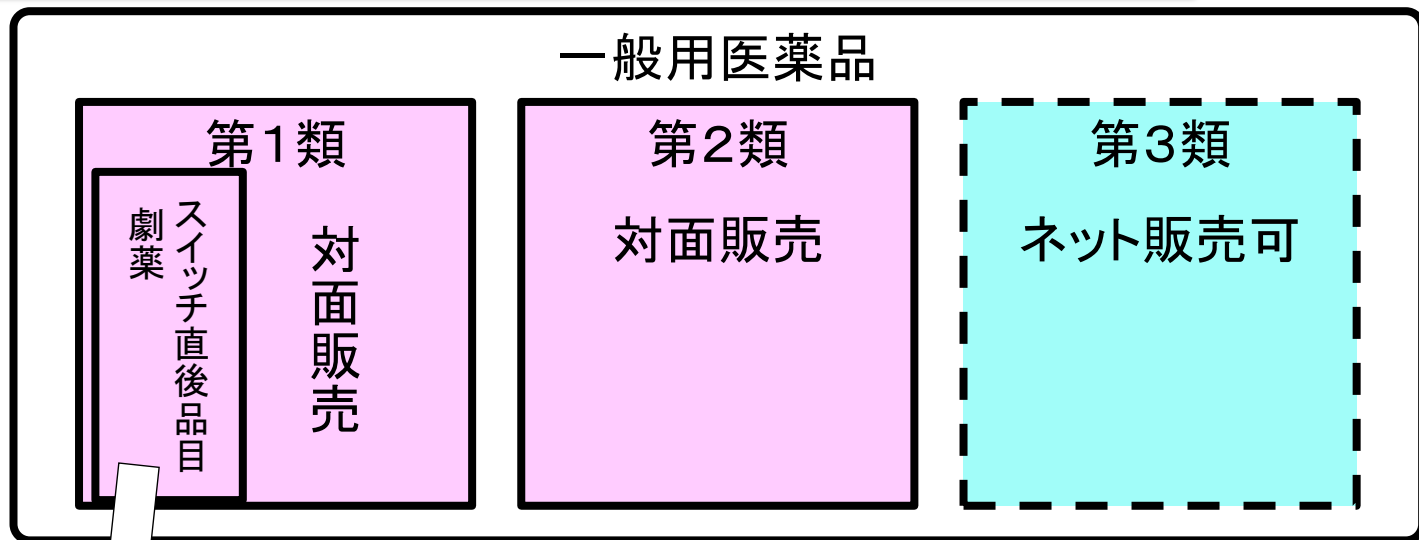 一般用医薬品
第1類
スイッチ直後品目
劇薬
対面販売
第2類
対面販売
第3類
ネット販売可